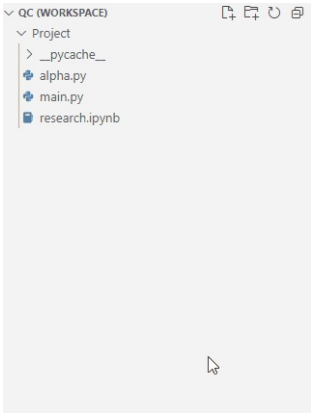 QC (WORKSPACE)
Project
__pycache__
alpha.py
main.py
research.ipynb